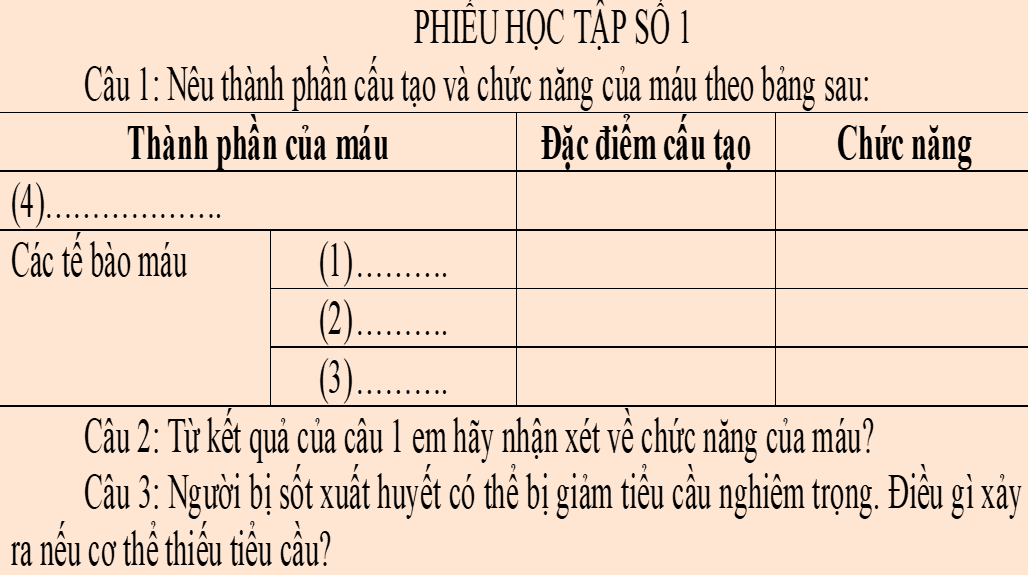 PHIẾU HỌC TẬP SỐ 1
Câu 1: Nêu thành phần cấu tạo và chức năng của máu theo bảng sau:
Thành phần của máu Đặc điểm cấu tạo Chức năng
(4)...................
Các tế bào máu (1)..........
(2)..........
(3)..........
Câu 2: Từ kết quả của câu 1 em hãy nhận xét về chức năng của máu?
Câu 3: Người bị sốt xuất huyết có thể bị giảm tiểu cầu nghiêm trọng. Điều gì xảy
ra nếu cơ thể thiếu tiểu cầu?